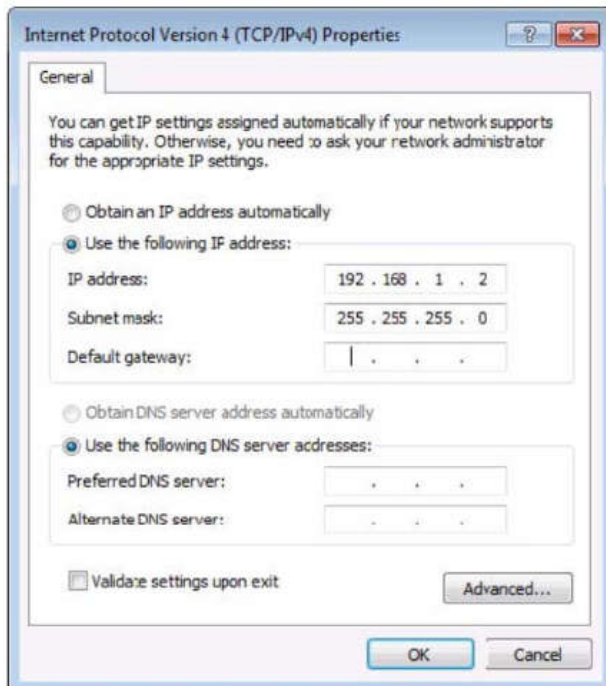 Internet Protocol Version 4 (TCP/IPv4) Properties
General
You can get IP settings assigned automatically if your network supports
this capability. Otherwise, you need to ask your network administrator
for the appropriate IP settings.
Obtain an IP address automatically
Use the following IP address:
IP address: 192 . 168 . 1 . 2
Subnet mask: 255 . 255 . 255 . 0
Default gateway: . . .
Obtain DNS server address automatically
Use the following DNS server addresses:
Preferred DNS server: . . .
Alternate DNS server: . . .
Validate settings upon exit
Advanced...
OK Cancel